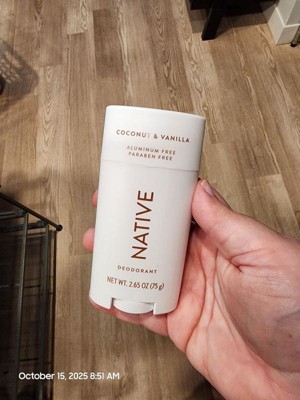 COCONUT & VANILLA
ALUMINUM FREE
PARABEN FREE
NATIVE
DEODORANT
NET WT. 2.65 OZ (75 g)
October 15, 2025 8:51 AM